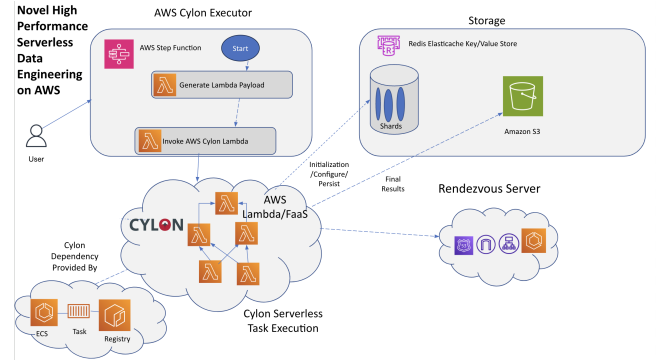 Novel High
Performance
Serverless
Data
Engineering
on AWS
AWS Cylon Executor
AWS Step Function
Start
Generate Lambda Payload
Invoke AWS Cylon Lambda
User
Storage
Redis Elasticache Key/Value Store
R
Shards
Amazon S3
Initialization
/Configure/
Persist
Final
Results
AWS
Lambda/FaaS
CYLON
Rendezvous Server
Cylon
Dependency
Provided By
ECS
Task
Registry
Cylon Serverless
Task Execution